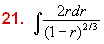 21. ∫ 2rdr / (1 − r)^{2/3}